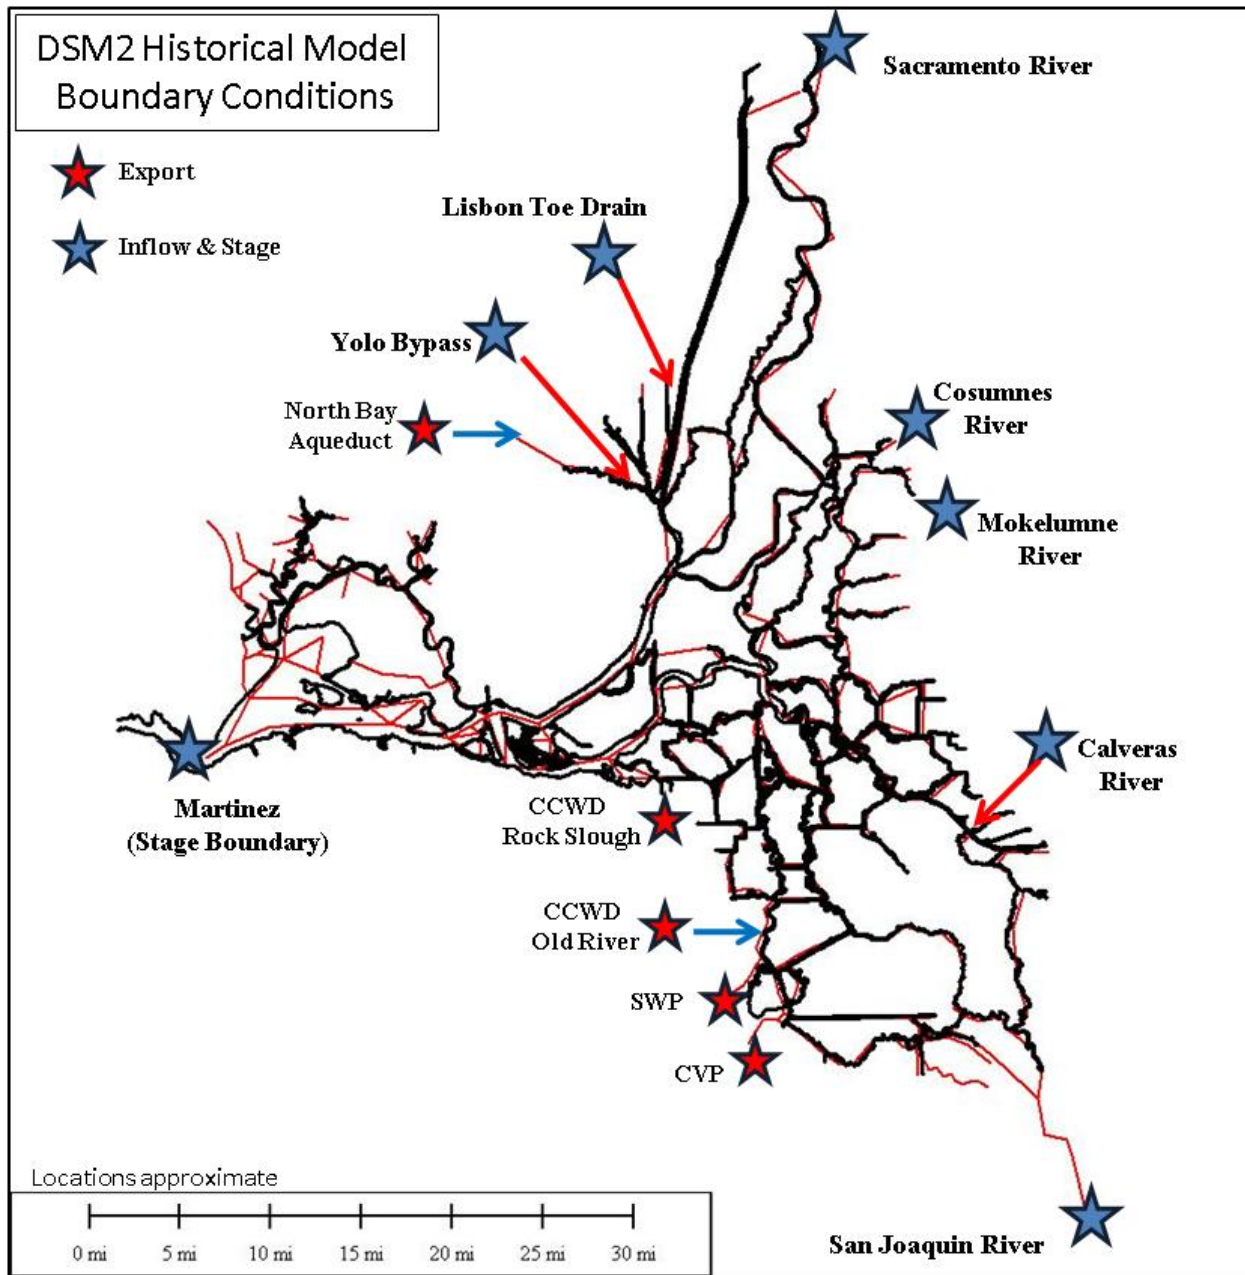 DSM2 Historical Model
Boundary Conditions
Export
Inflow & Stage
Sacramento River
Lisbon Toe Drain
Yolo Bypass
North Bay
Aqueduct
Cosumnes
River
Mokelumne
River
Calveras
River
Martinez
(Stage Boundary)
CCWD
Rock Slough
CCWD
Old River
SWP
CVP
San Joaquin River
Locations approximate
0 mi 5 mi 10 mi 15 mi 20 mi 25 mi 30 mi